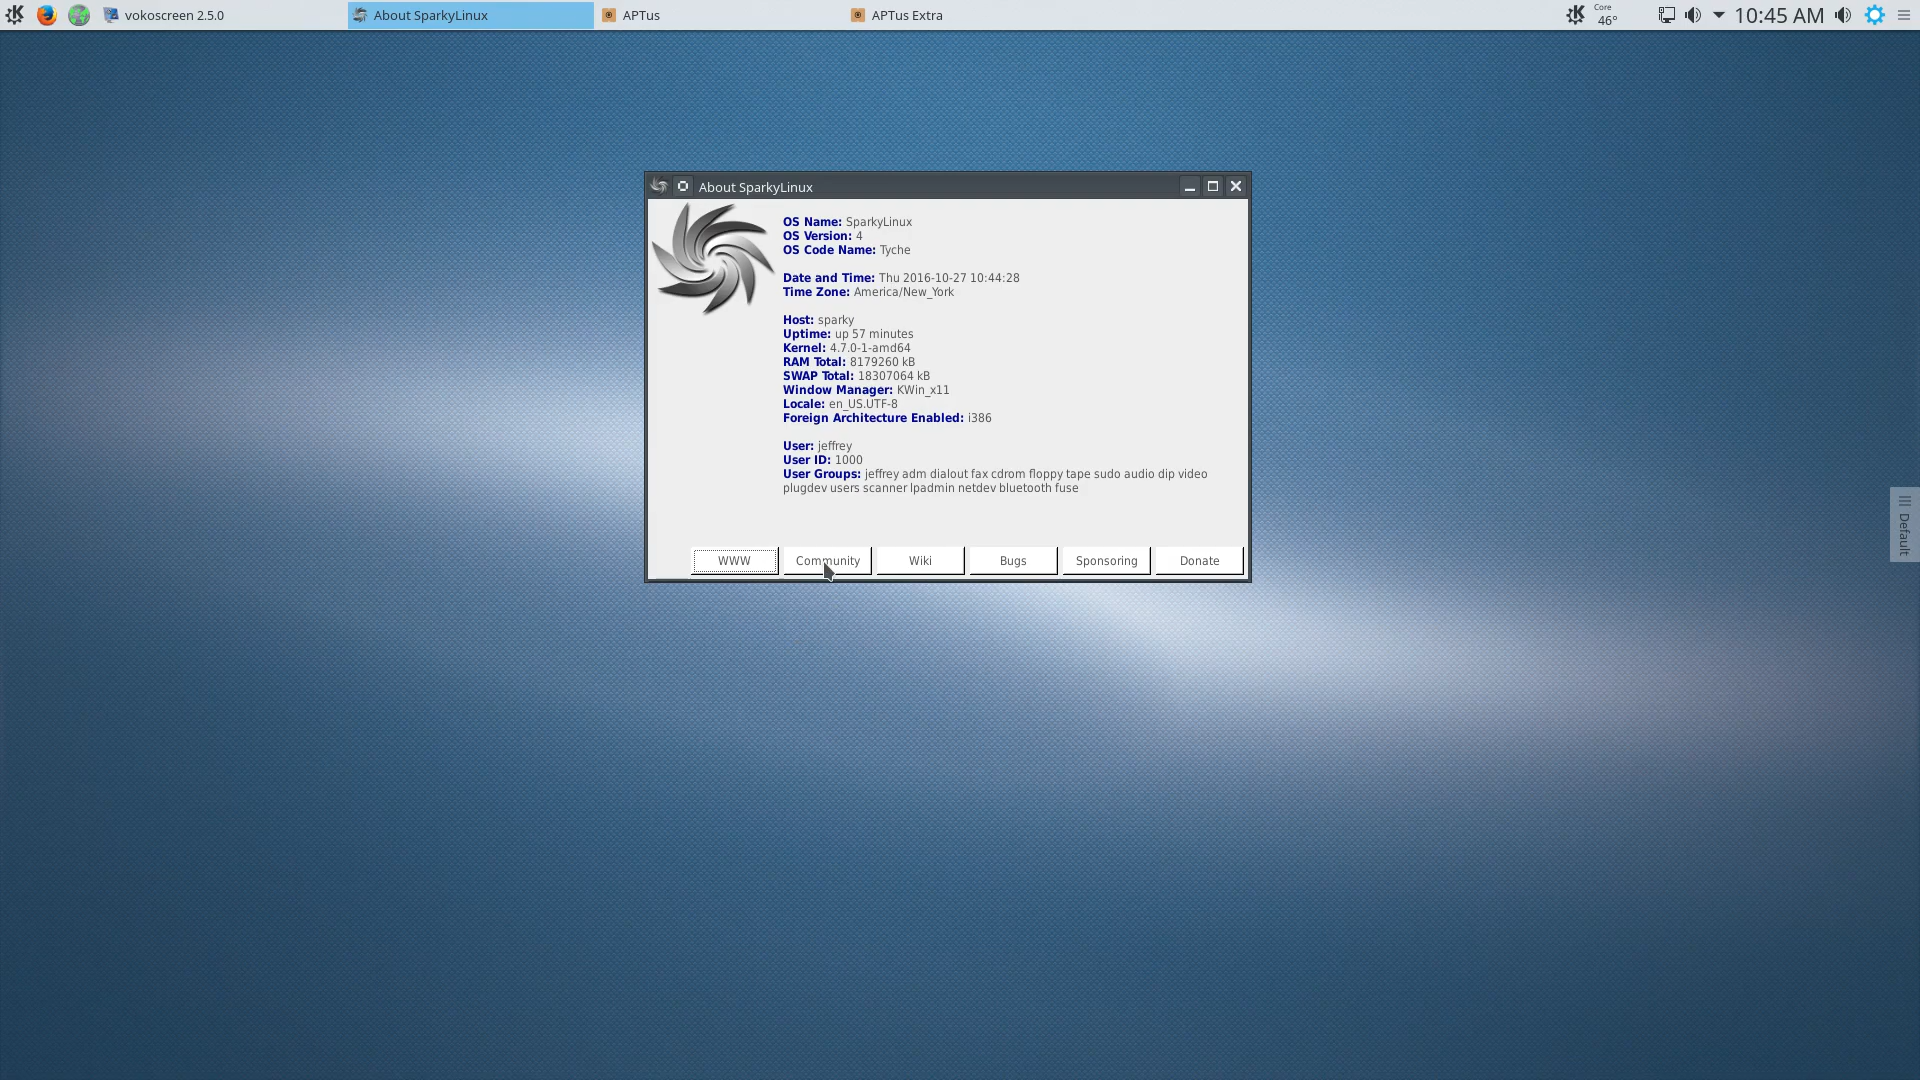 vokoscreen 2.5.0
About SparkyLinux
APTus
APTus Extra
Core
46°
10:45 AM
About SparkyLinux
OS Name: SparkyLinux
OS Version: 4
OS Code Name: Tyche
Date and Time: Thu 2016-10-27 10:44:28
Time Zone: America/New_York
Host: sparky
Uptime: up 57 minutes
Kernel: 4.7.0-1-amd64
RAM Total: 8179260 kB
SWAP Total: 18307064 kB
Window Manager: KWin_x11
Locale: en_US.UTF-8
Foreign Architecture Enabled: i386
User: jeffrey
User ID: 1000
User Groups: jeffrey adm dialout fax cdrom floppy tape sudo audio dip video
plugdev users scanner lpadmin netdev bluetooth fuse
WWW
Community
Wiki
Bugs
Sponsoring
Donate
Default